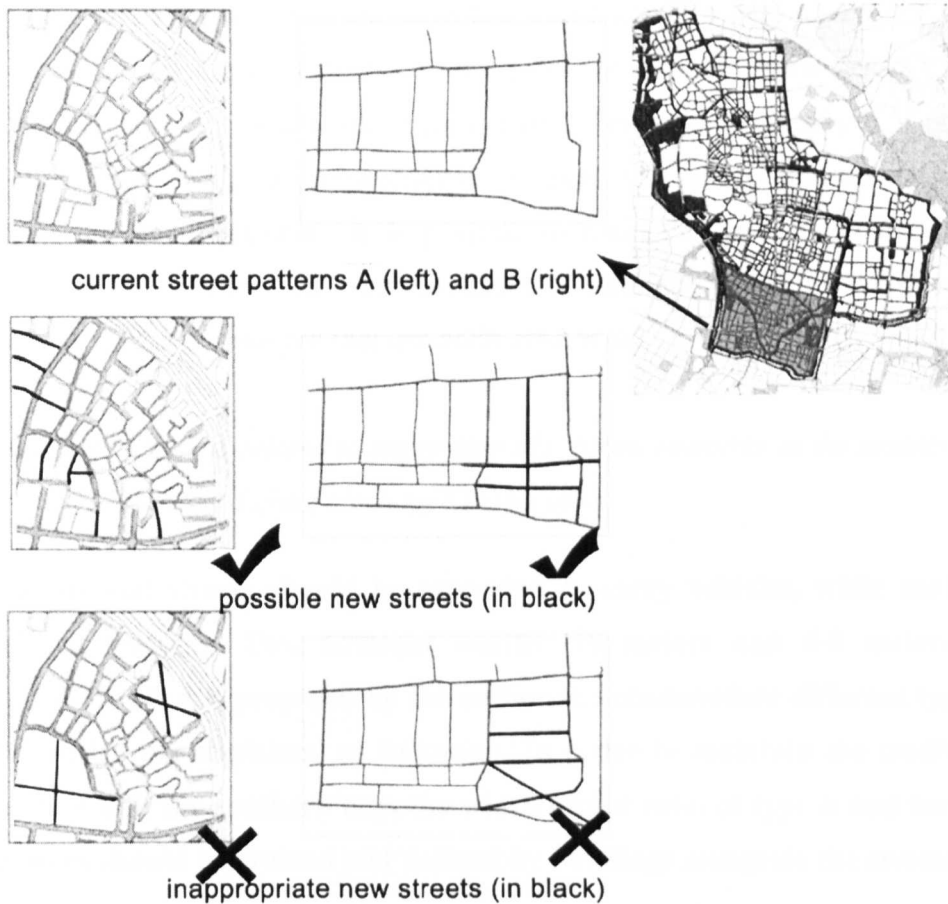 current street patterns A (left) and B (right)
possible new streets (in black)
inappropriate new streets (in black)